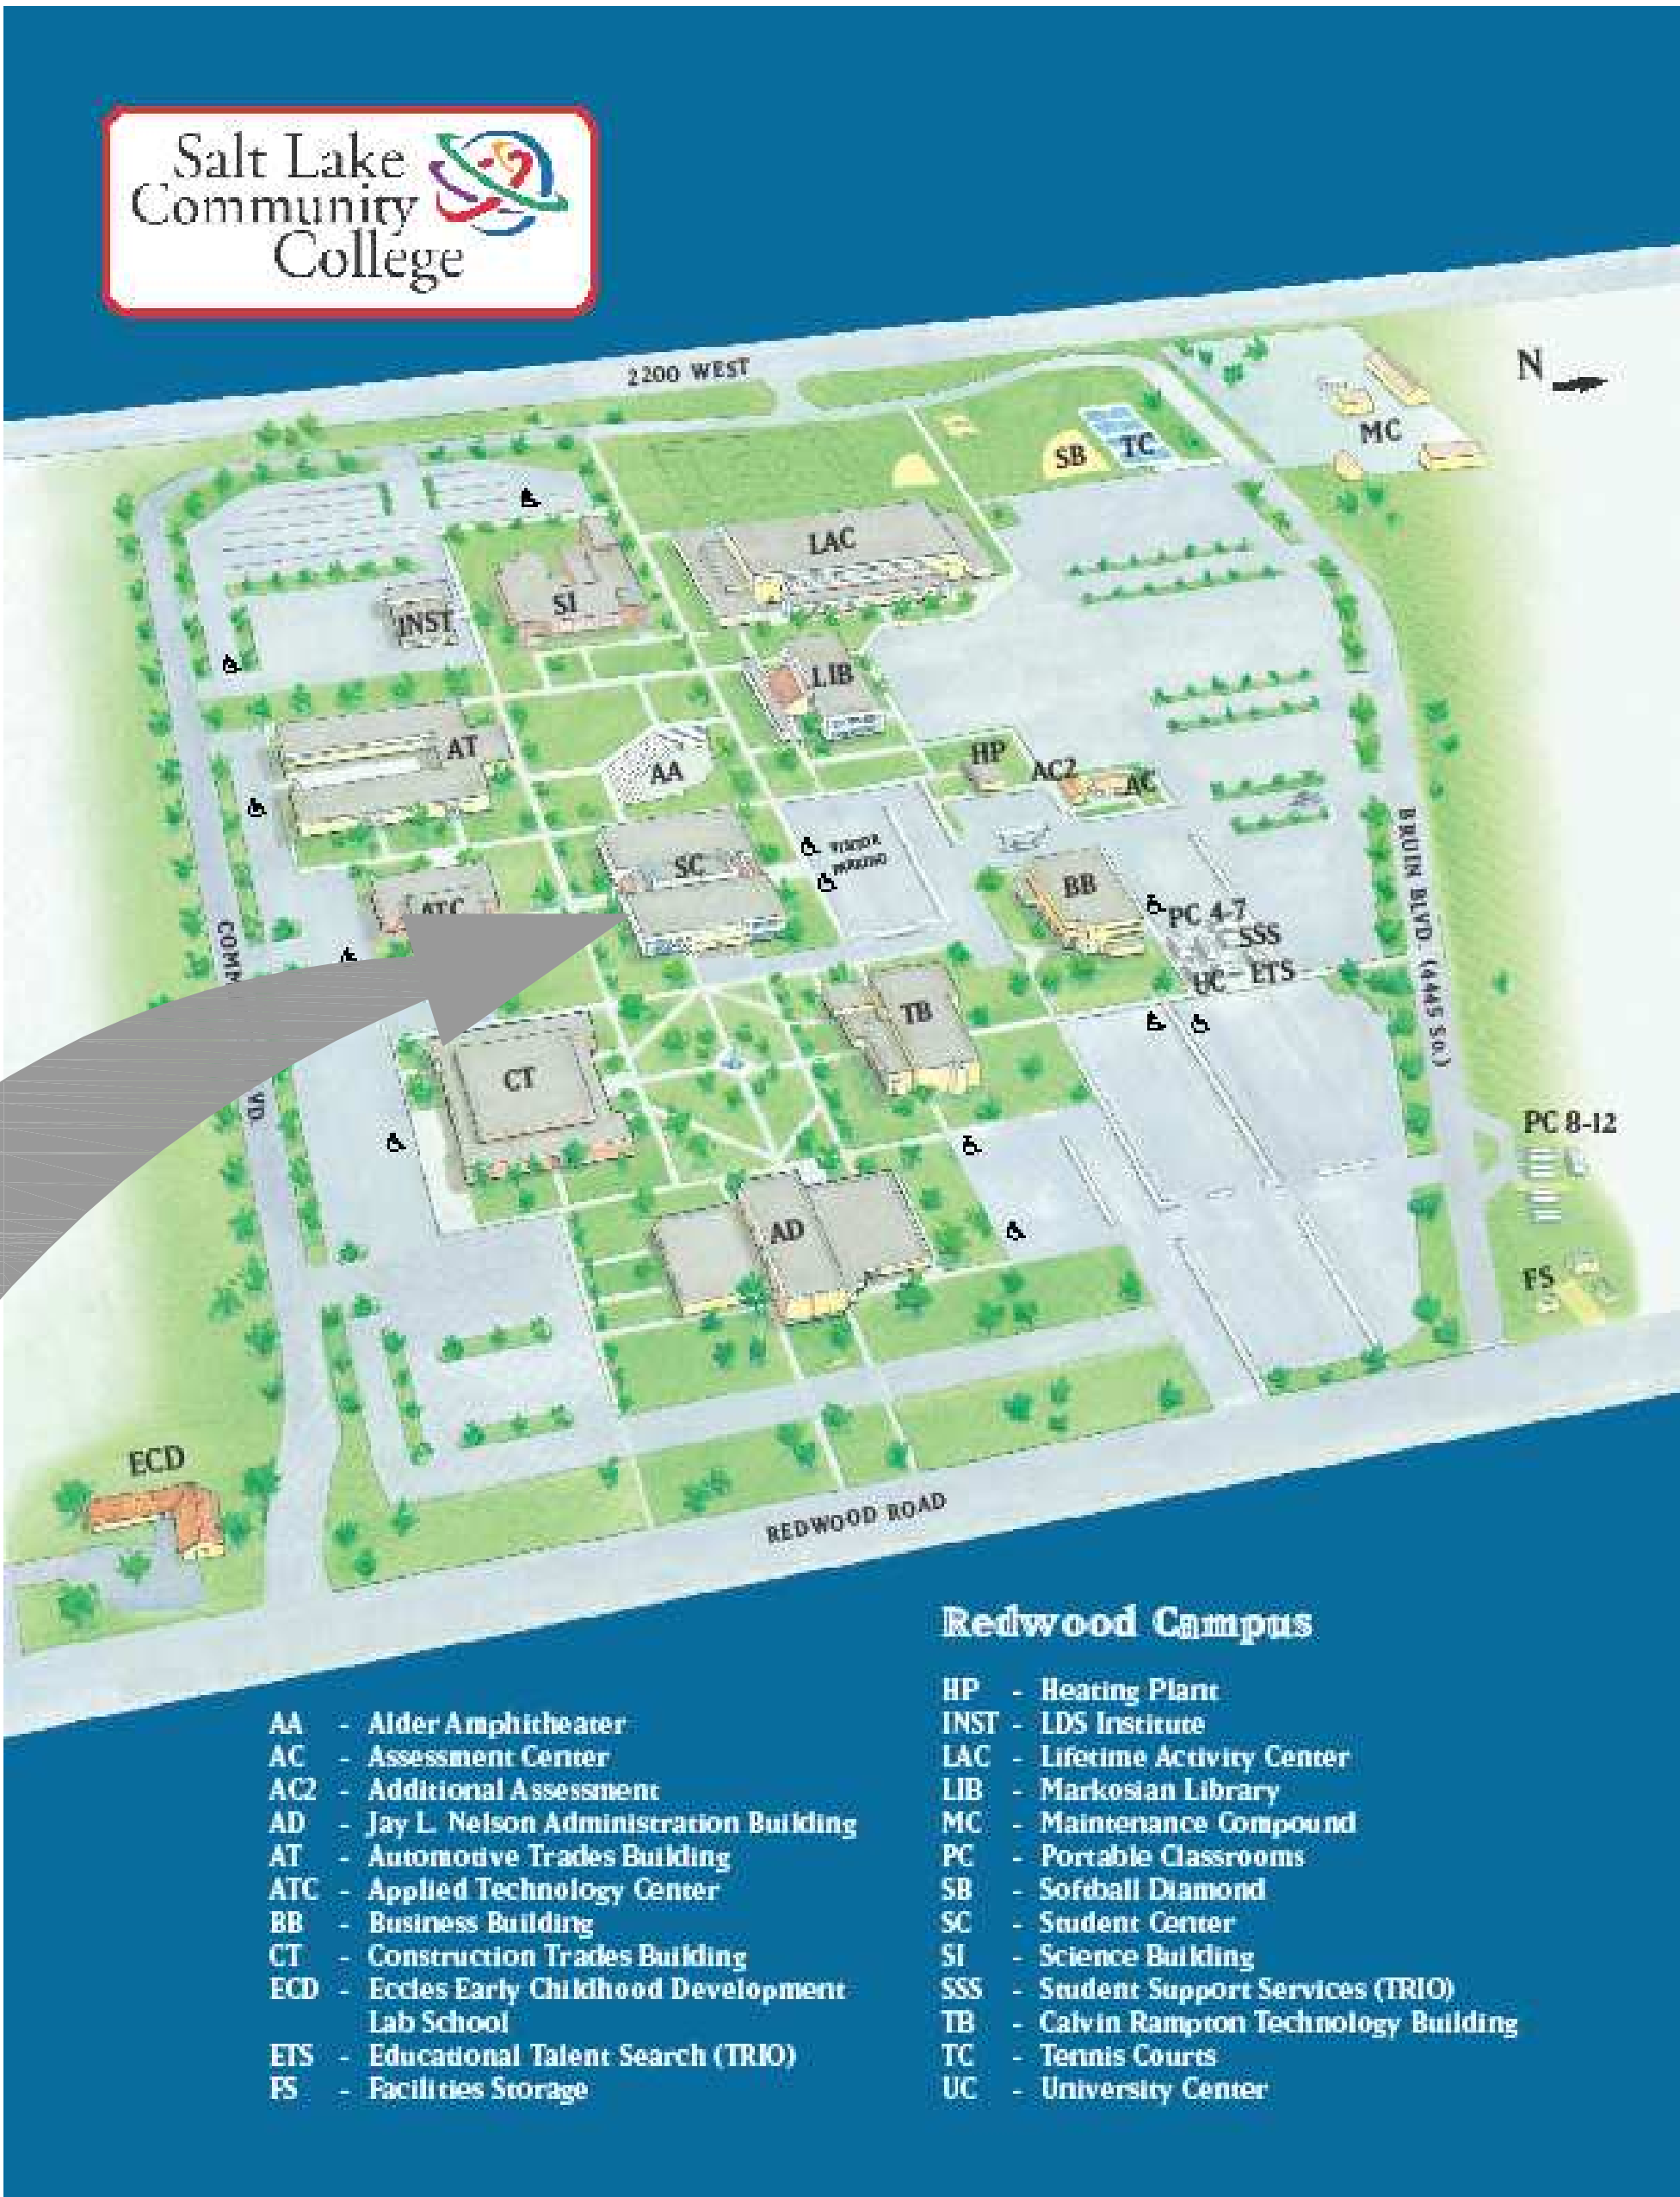 Salt Lake
Community
College
2200 WEST
N
MC
SB
TC
LAC
SI
INST
LIB
AT
AA
HP
AC2
AC
SC
VISITOR
PARKING
BB
ATC
PC 4-7
SSS
UC
ETS
BRUIN BLVD. (4445 SO.)
TB
CT
PC 8-12
AD
FS
ECD
REDWOOD ROAD
Redwood Campus
AA - Alder Amphitheater
AC - Assessment Center
AC2 - Additional Assessment
AD - Jay L. Nelson Administration Building
AT - Automotive Trades Building
ATC - Applied Technology Center
BB - Business Building
CT - Construction Trades Building
ECD - Eccles Early Childhood Development
Lab School
ETS - Educational Talent Search (TRIO)
FS - Facilities Storage
HP - Heating Plant
INST - LDS Institute
LAC - Lifetime Activity Center
LIB - Markosian Library
MC - Maintenance Compound
PC - Portable Classrooms
SB - Softball Diamond
SC - Student Center
SI - Science Building
SSS - Student Support Services (TRIO)
TB - Calvin Rampton Technology Building
TC - Tennis Courts
UC - University Center